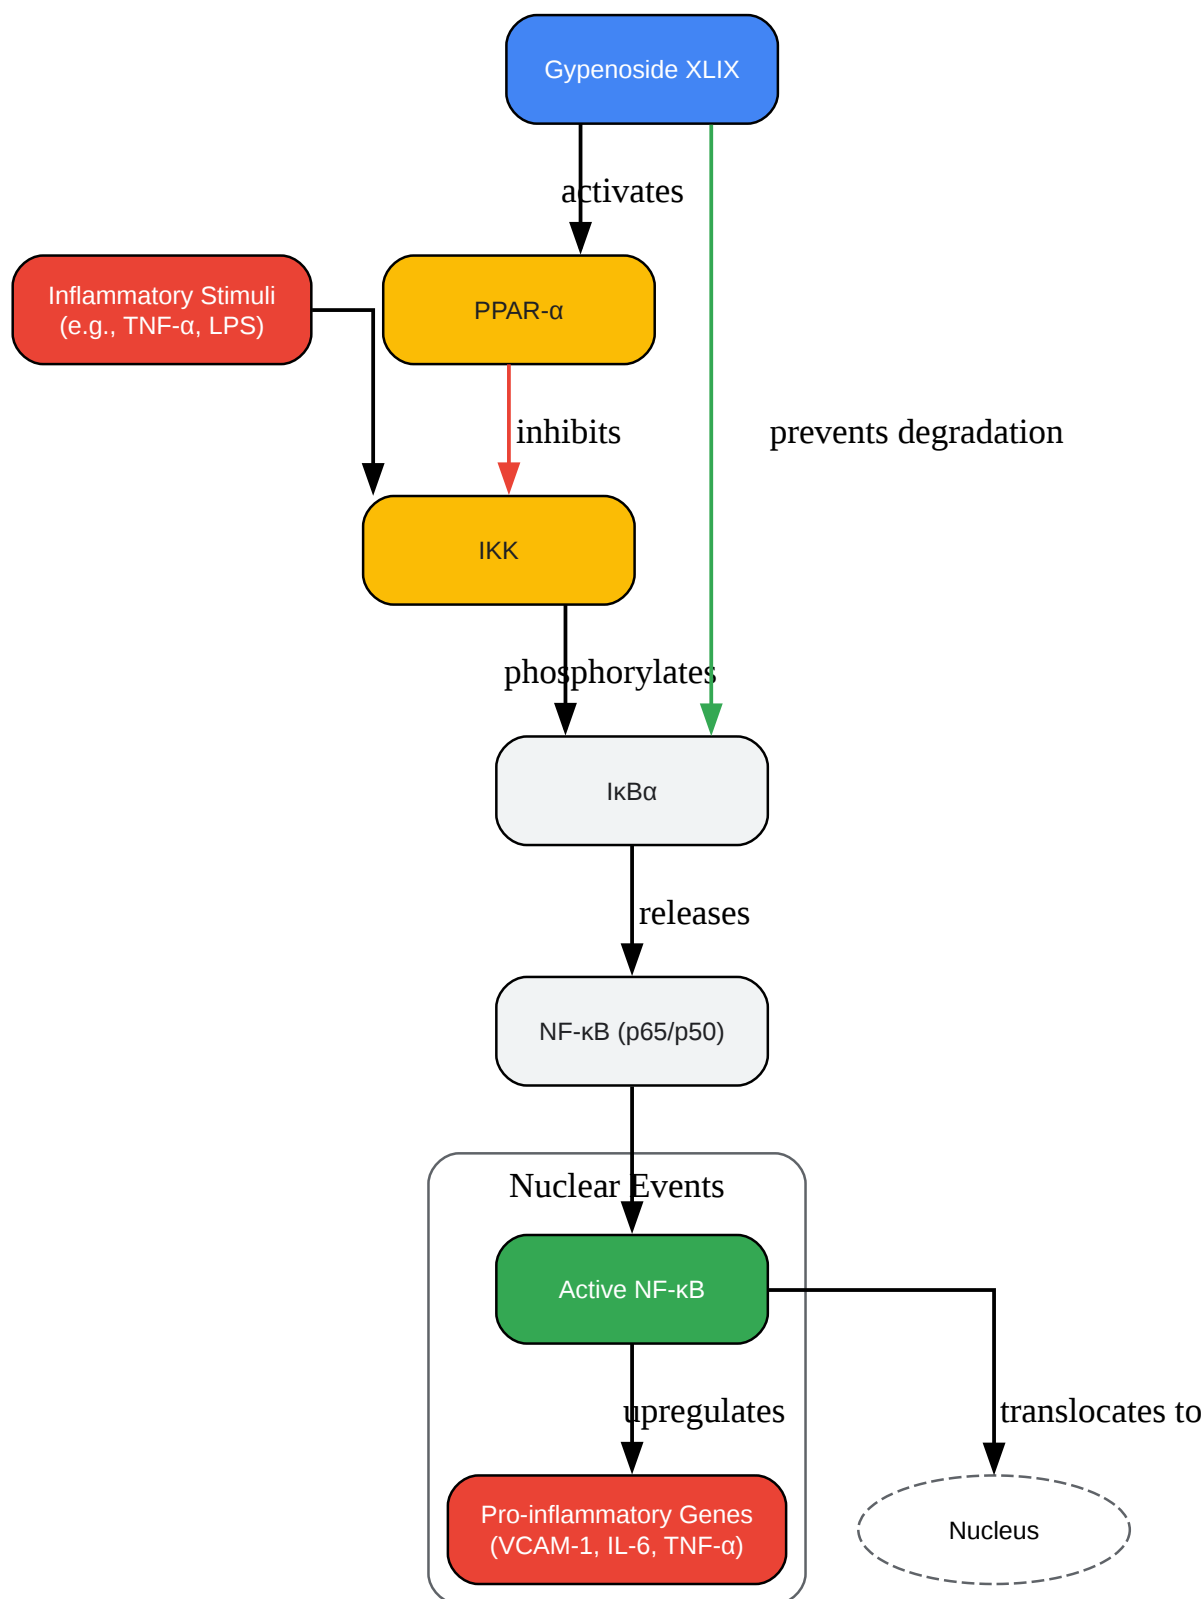 Gypenoside XLIX
activates
Inflammatory Stimuli
(e.g., TNF-α, LPS)
PPAR-α
inhibits
prevents degradation
IKK
phosphorylates
IκBα
releases
NF-κB (p65/p50)
Nuclear Events
Active NF-κB
upregulates
translocates to
Pro-inflammatory Genes
(VCAM-1, IL-6, TNF-α)
Nucleus